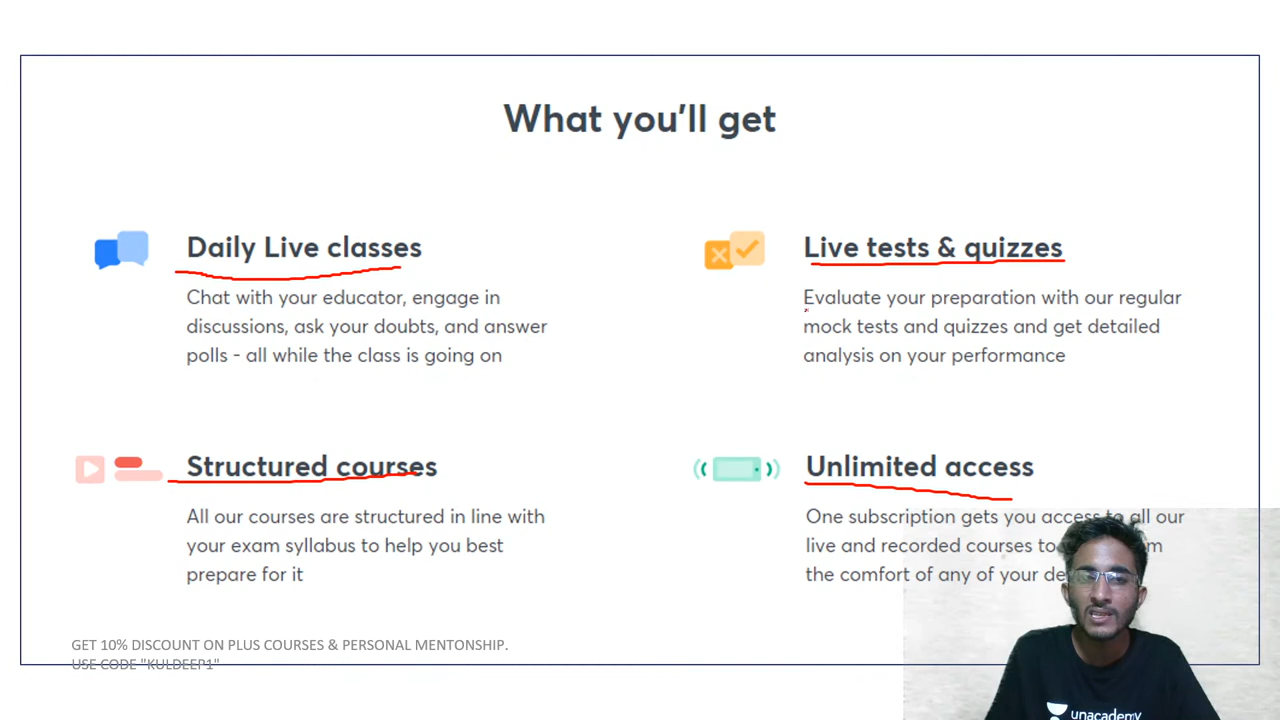 What you'll get
Daily Live classes
Chat with your educator, engage in
discussions, ask your doubts, and answer
polls - all while the class is going on
Live tests & quizzes
Evaluate your preparation with our regular
mock tests and quizzes and get detailed
analysis on your performance
Structured courses
All our courses are structured in line with
your exam syllabus to help you best
prepare for it
Unlimited access
One subscription gets you access to all our
live and recorded courses to
the comfort of any of your
GET 10% DISCOUNT ON PLUS COURSES & PERSONAL MENTONSHIP.
USE CODE "KULDEEP1"
unacademy